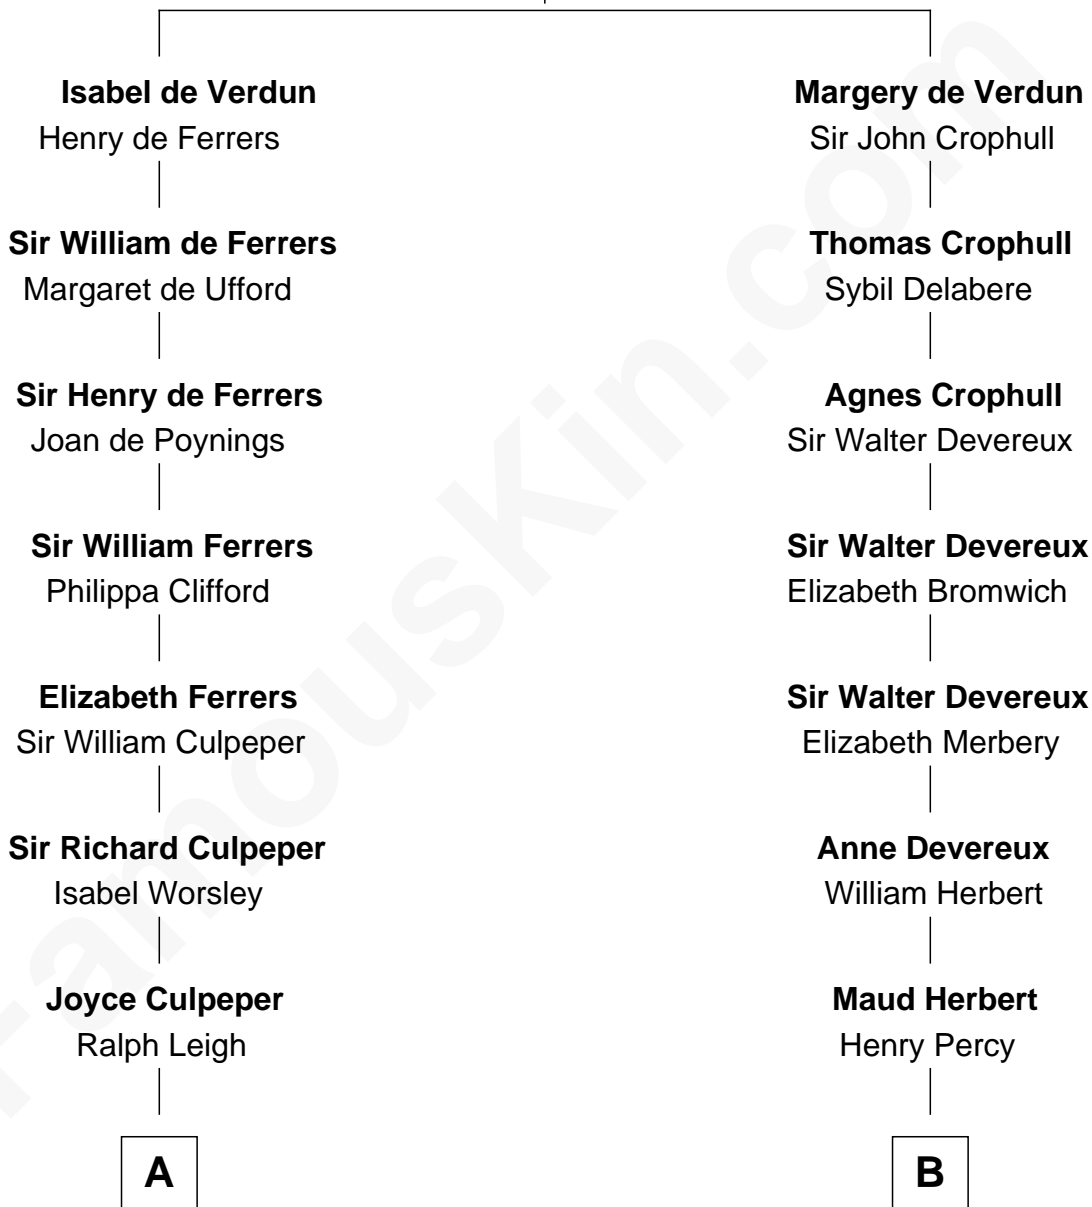 Isabel de Verdun
Henry de Ferrers
Sir William de Ferrers
Margaret de Ufford
Sir Henry de Ferrers
Joan de Poynings
Sir William Ferrers
Philippa Clifford
Elizabeth Ferrers
Sir William Culpeper
Sir Richard Culpeper
Isabel Worsley
Joyce Culpeper
Ralph Leigh
A
Margery de Verdun
Sir John Crophull
Thomas Crophull
Sybil Delabere
Agnes Crophull
Sir Walter Devereux
Sir Walter Devereux
Elizabeth Bromwich
Sir Walter Devereux
Elizabeth Merbery
Anne Devereux
William Herbert
Maud Herbert
Henry Percy
B
FamousKin.com